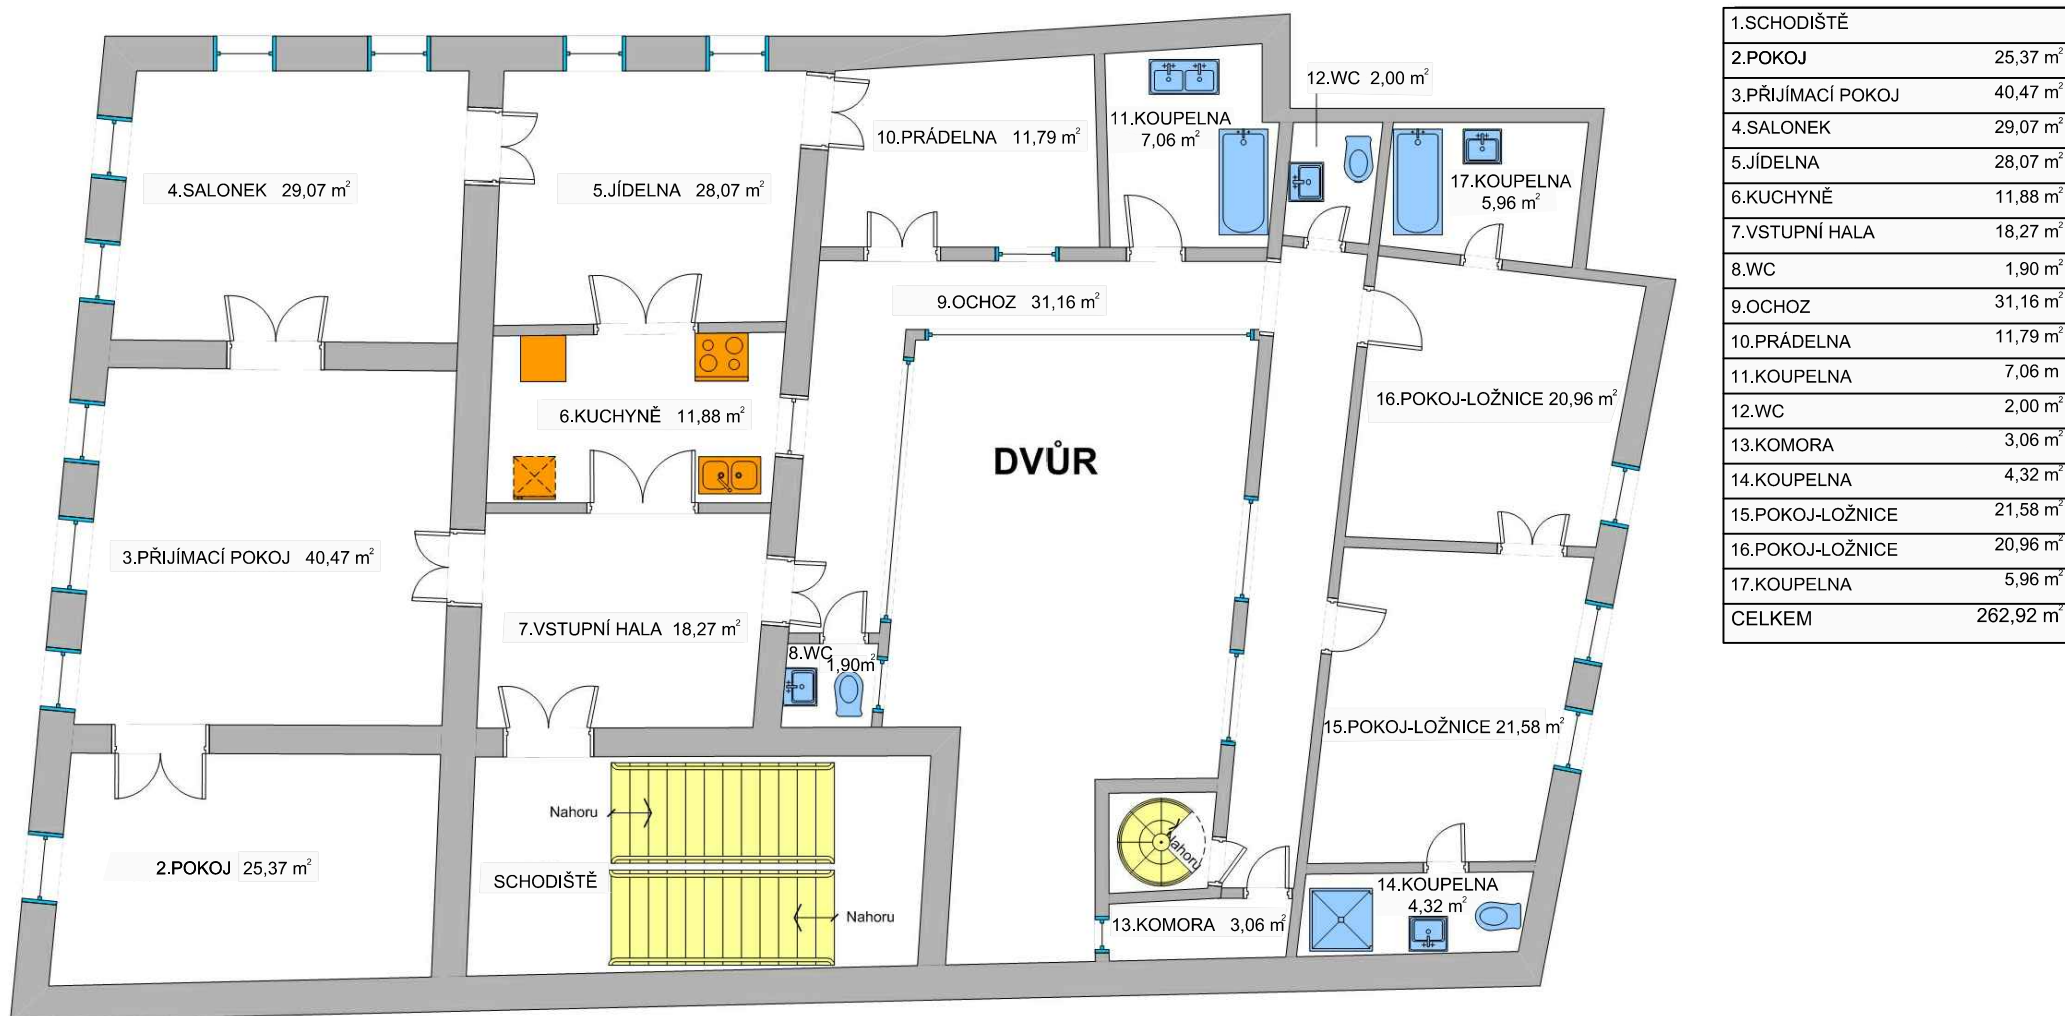 4.SALONEK 29,07 m²
5.JÍDELNA 28,07 m²
10.PRÁDELNA 11,79 m²
11.KOUPELNA
7,06 m²
12.WC 2,00 m²
17.KOUPELNA
5,96 m²
9.OCHOZ 31,16 m²
6.KUCHYNĚ 11,88 m²
DVŮR
16.POKOJ-LOŽNICE 20,96 m²
3.PŘIJÍMACÍ POKOJ 40,47 m²
7.VSTUPNÍ HALA 18,27 m²
8.WC
1,90m²
15.POKOJ-LOŽNICE 21,58 m²
2.POKOJ 25,37 m²
Nahoru
SCHODIŠTĚ
Nahoru
Nahoru
13.KOMORA 3,06 m²
14.KOUPELNA
4,32 m²
1.SCHODIŠTĚ
2.POKOJ 25,37 m²
3.PŘIJÍMACÍ POKOJ 40,47 m²
4.SALONEK 29,07 m²
5.JÍDELNA 28,07 m²
6.KUCHYNĚ 11,88 m²
7.VSTUPNÍ HALA 18,27 m²
8.WC 1,90 m²
9.OCHOZ 31,16 m²
10.PRÁDELNA 11,79 m²
11.KOUPELNA 7,06 m
12.WC 2,00 m²
13.KOMORA 3,06 m²
14.KOUPELNA 4,32 m²
15.POKOJ-LOŽNICE 21,58 m²
16.POKOJ-LOŽNICE 20,96 m²
17.KOUPELNA 5,96 m²
CELKEM 262,92 m²